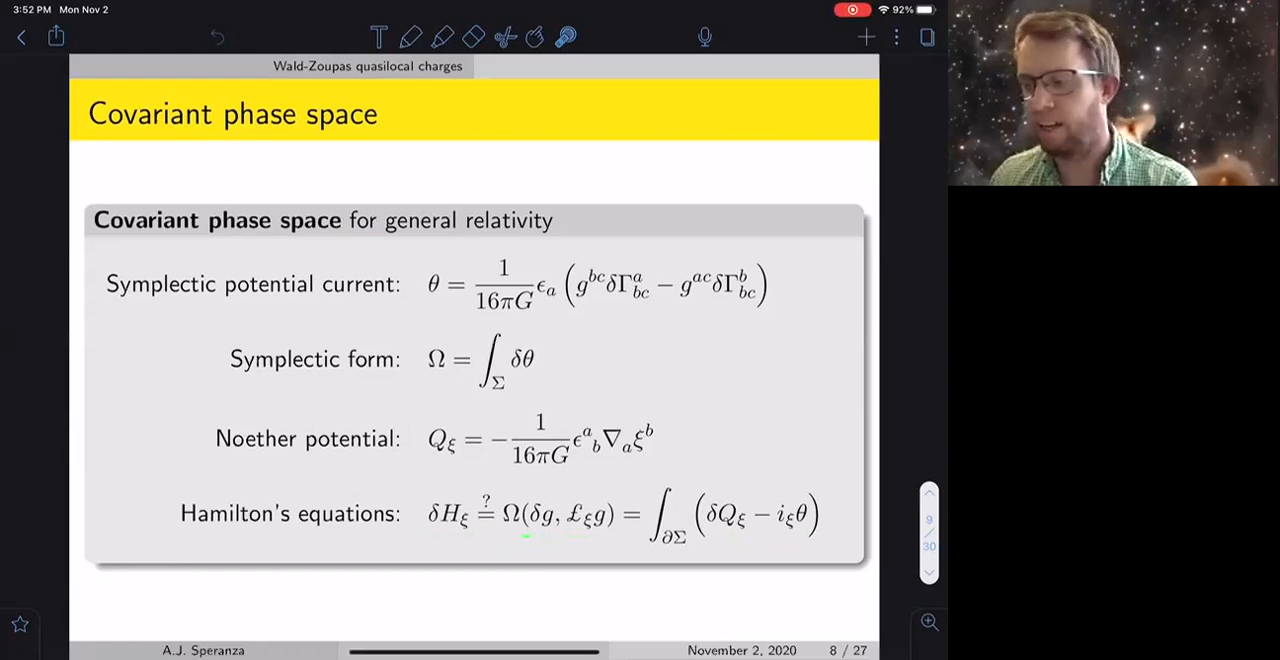 3:52 PM Mon Nov 2
92%
Wald-Zoupas quasilocal charges
Covariant phase space
Covariant phase space for general relativity
Symplectic potential current: θ = 1/16πG ϵ_a (g^{bc} δΓ^a_{bc} − g^{ac} δΓ^b_{bc})
Symplectic form: Ω = ∫_Σ δθ
Noether potential: Q_ξ = − 1/16πG ϵ^a_b ∇_a ξ^b
Hamilton's equations: δH_ξ ?= Ω(δg, £_ξ g) = ∫_{∂Σ} (δQ_ξ − i_ξ θ)
9
/
30
A.J. Speranza
November 2, 2020
8 / 27